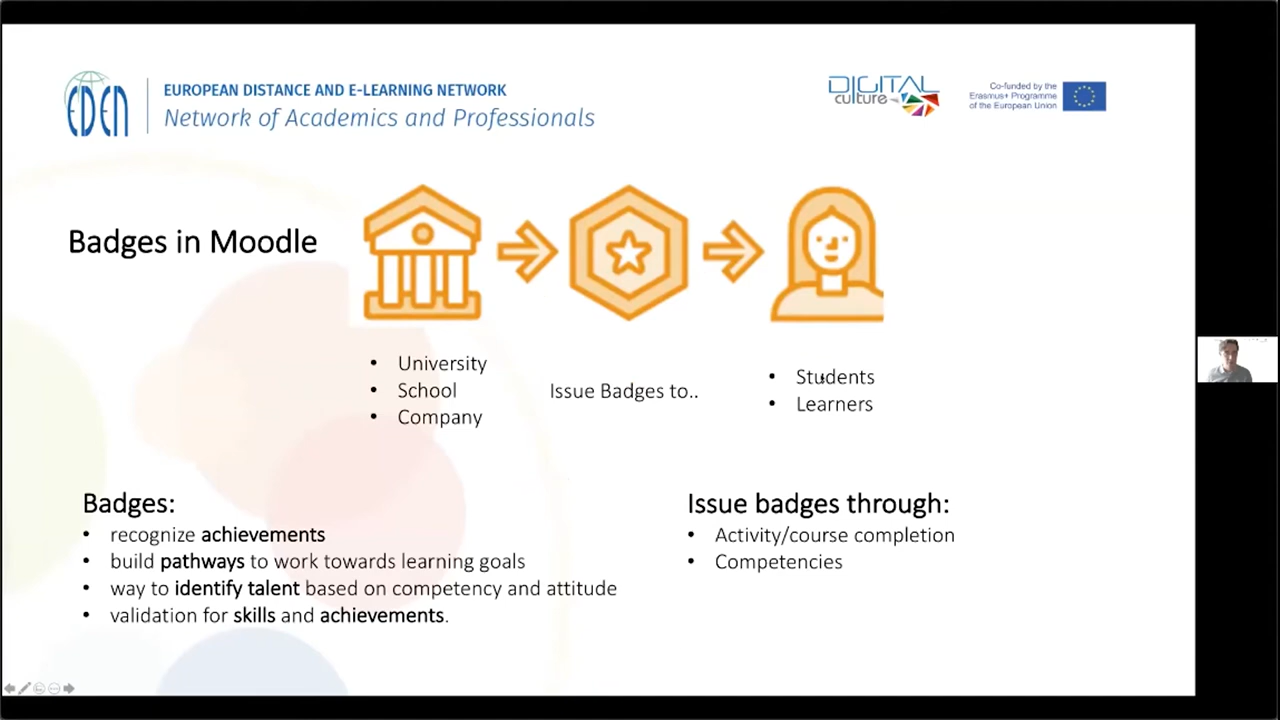 EDEN
EUROPEAN DISTANCE AND E-LEARNING NETWORK
Network of Academics and Professionals
DIGITAL
culture
Co-funded by the
Erasmus+ Programme
of the European Union
Badges in Moodle
• University
• School
• Company
Issue Badges to..
• Students
• Learners
Badges:
• recognize achievements
• build pathways to work towards learning goals
• way to identify talent based on competency and attitude
• validation for skills and achievements.
Issue badges through:
• Activity/course completion
• Competencies